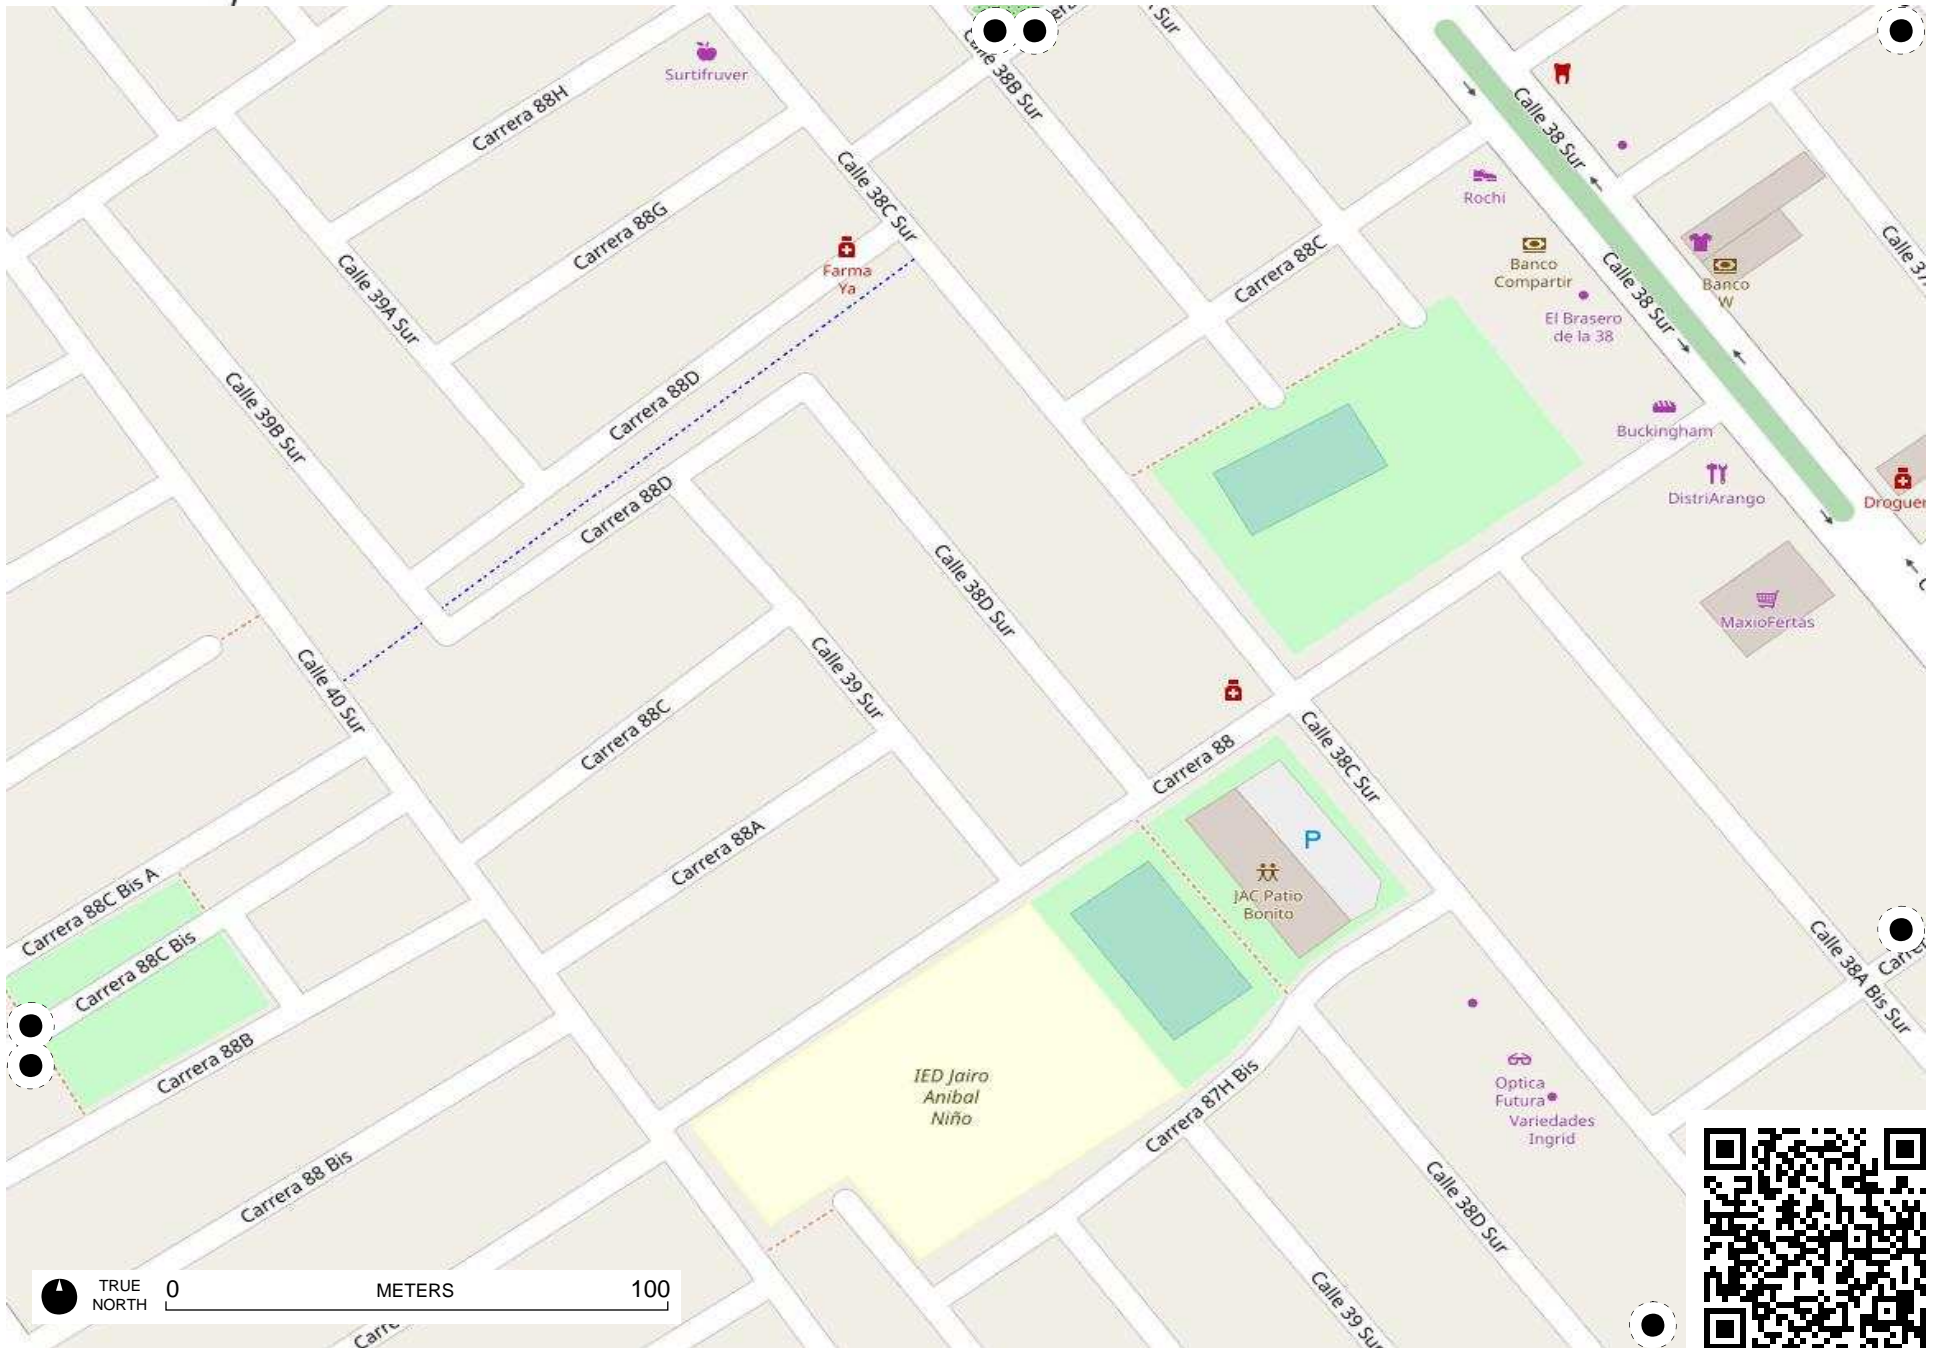 Surtifruver
Carrera 88H
Calle 38B Sur
Sur
Calle 38 Sur
Calle 38C Sur
Rochi
Carrera 88G
Calle 39A Sur
Farma
Ya
Carrera 88C
Banco
Compartir
Calle 38 Sur
Banco
W
El Brasero
de la 38
Calle 39B Sur
Carrera 88D
Buckingham
DistriArango
Carrera 88D
Calle 38D Sur
MaxioFertas
Calle 40 Sur
Calle 39 Sur
Carrera 88C
Carrera 88
Calle 38C Sur
Carrera 88A
P
JAC Patio
Bonito
Carrera 88C Bis A
Carrera 88C Bis
Calle 38A Bis Sur
Carrera 88B
IED Jairo
Anibal
Niño
Optica
Futura
Variedades
Ingrid
Carrera 87H Bis
Carrera 88 Bis
Calle 38D Sur
Calle 39 Sur
TRUE
NORTH
0
METERS
100